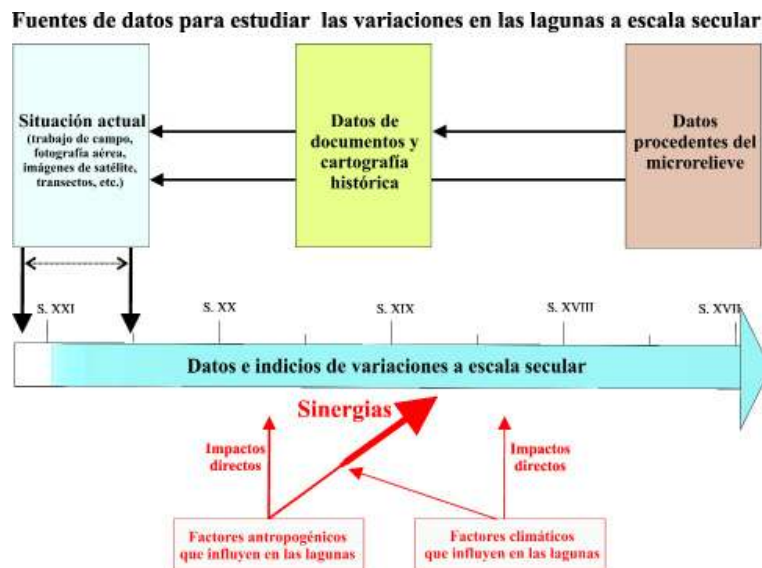 Fuentes de datos para estudiar las variaciones en las lagunas a escala secular
Situación actual
(trabajo de campo,
fotografía aérea,
imágenes de satélite,
transectos, etc.)
Datos de
documentos y
cartografía
histórica
Datos
procedentes del
microrelieve
S. XXI
S. XX
S. XIX
S. XVIII
S. XVII
Datos e indicios de variaciones a escala secular
Sinergias
Impactos
directos
Impactos
directos
Factores antropogénicos
que influyen en las lagunas
Factores climáticos
que influyen en las lagunas